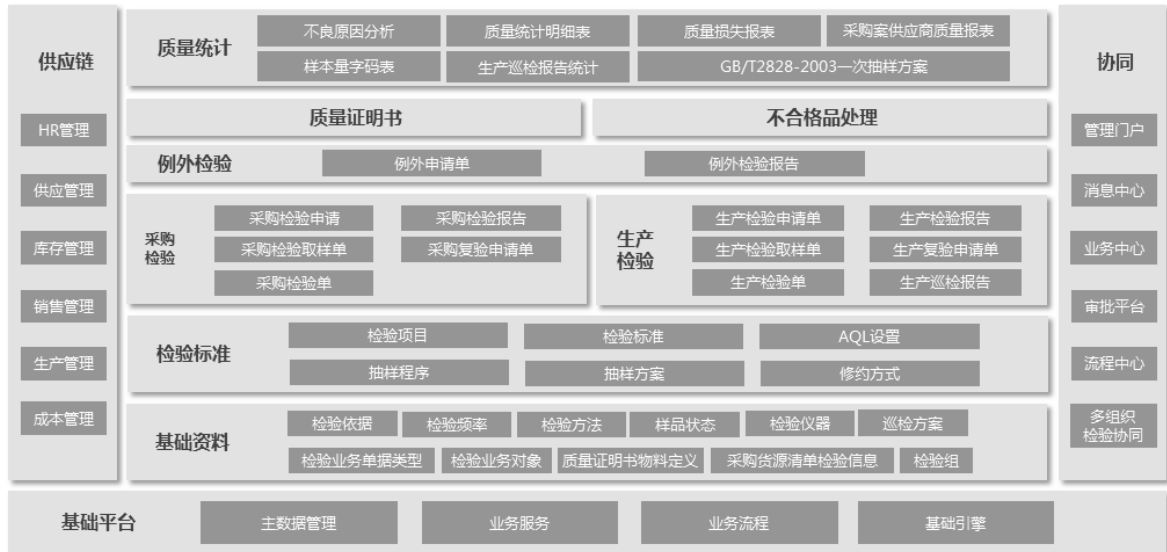 供应链
HR管理
供应管理
库存管理
销售管理
生产管理
成本管理
质量统计
不良原因分析
质量统计明细表
质量损失报表
采购案供应商质量报表
样本量字码表
生产巡检报告统计
GB/T2828-2003一次抽样方案
质量证明书
不合格品处理
例外检验
例外申请单
例外检验报告
采购
检验
采购检验申请
采购检验报告
采购检验取样单
采购复验申请单
采购检验单
生产
检验
生产检验申请单
生产检验报告
生产检验取样单
生产复验申请单
生产检验单
生产巡检报告
检验标准
检验项目
检验标准
AQL设置
抽样程序
抽样方案
修约方式
基础资料
检验依据
检验频率
检验方法
样品状态
检验仪器
巡检方案
检验业务单据类型
检验业务对象
质量证明书物料定义
采购货源清单检验信息
检验组
协同
管理门户
消息中心
业务中心
审批平台
流程中心
多组织
检验协同
基础平台
主数据管理
业务服务
业务流程
基础引擎